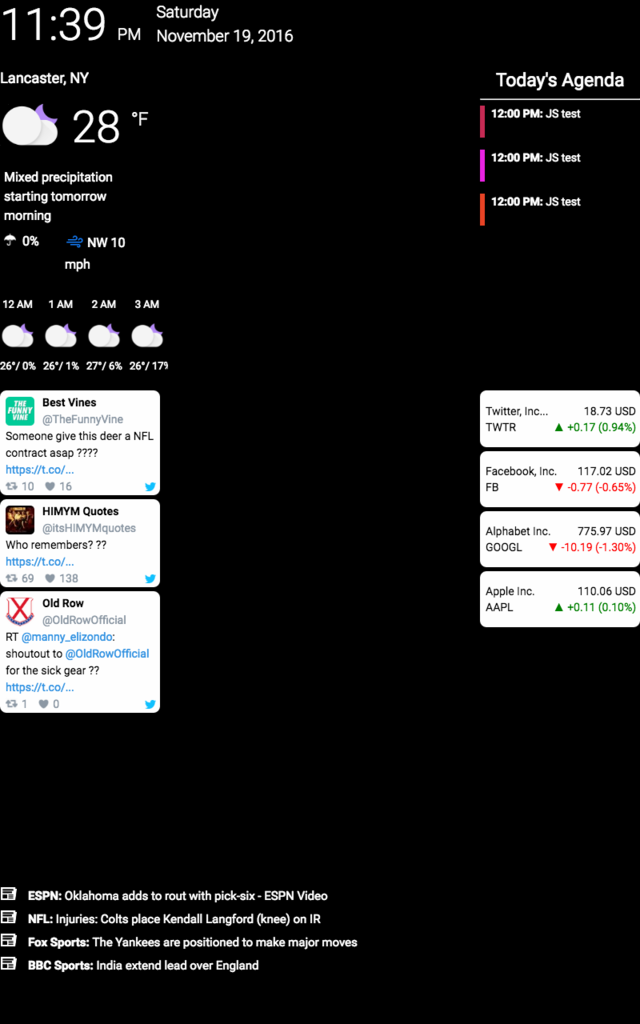 11:39 PM
Saturday
November 19, 2016
Lancaster, NY
28 °F
Mixed precipitation
starting tomorrow
morning
0% NW 10
mph
12 AM 1 AM 2 AM 3 AM
26°/ 0% 26°/ 1% 27°/ 6% 26°/ 17%
Today's Agenda
12:00 PM: JS test
12:00 PM: JS test
12:00 PM: JS test
THE FUNNY VINE
Best Vines
@TheFunnyVine
Someone give this deer a NFL
contract asap ????
https://t.co/...
10 16
HIMYM Quotes
@itsHIMYMquotes
Who remembers? ??
https://t.co/...
69 138
Old Row
@OldRowOfficial
RT @manny_elizondo:
shoutout to @OldRowOfficial
for the sick gear ??
https://t.co/...
1 0
Twitter, Inc... 18.73 USD
TWTR ▲ +0.17 (0.94%)
Facebook, Inc. 117.02 USD
FB ▼ -0.77 (-0.65%)
Alphabet Inc. 775.97 USD
GOOGL ▼ -10.19 (-1.30%)
Apple Inc. 110.06 USD
AAPL ▲ +0.11 (0.10%)
ESPN: Oklahoma adds to rout with pick-six - ESPN Video
NFL: Injuries: Colts place Kendall Langford (knee) on IR
Fox Sports: The Yankees are positioned to make major moves
BBC Sports: India extend lead over England